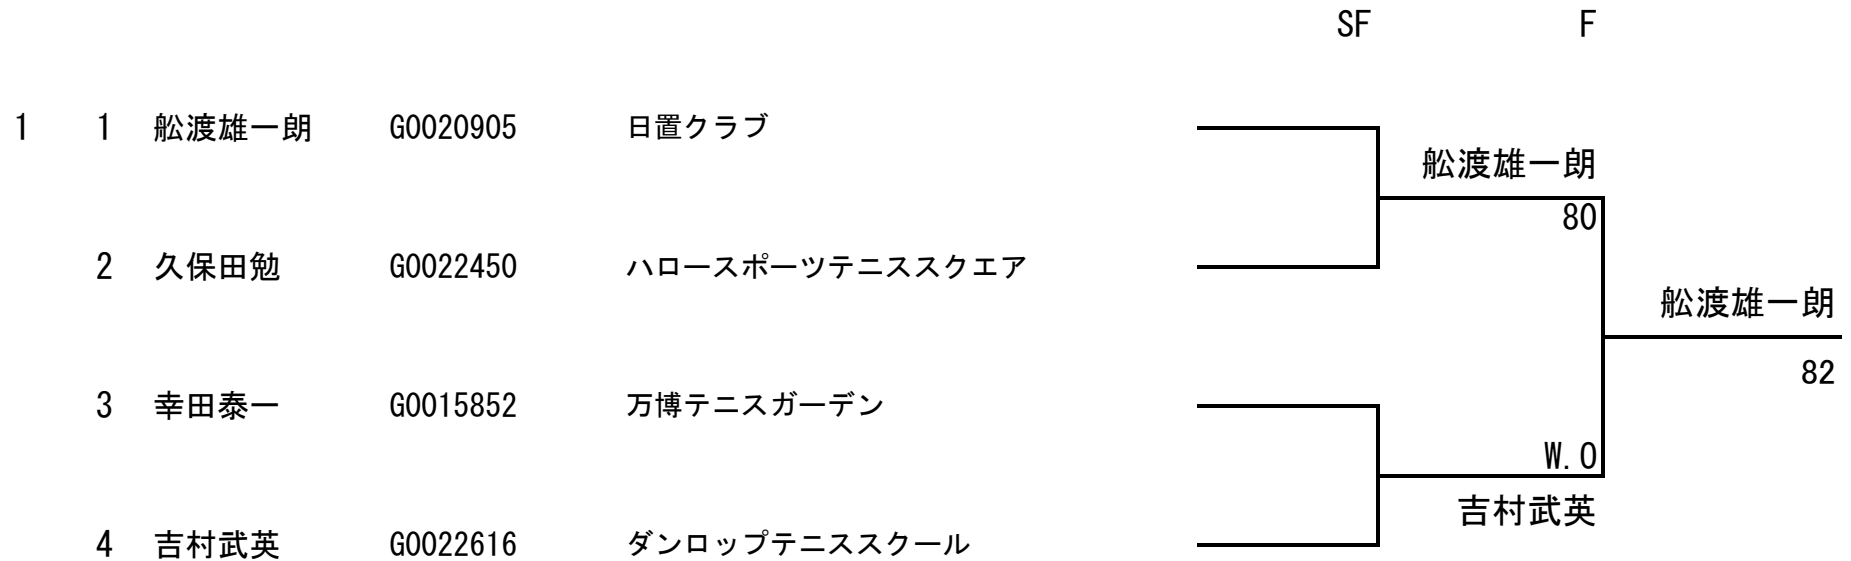 SF F
1 1 舩渡雄一朗 G0020905 日置クラブ
舩渡雄一朗
80
2 久保田勉 G0022450 ハロースポーツテニススクエア
舩渡雄一朗
82
3 幸田泰一 G0015852 万博テニスガーデン
W.O
吉村武英
4 吉村武英 G0022616 ダンロップテニススクール